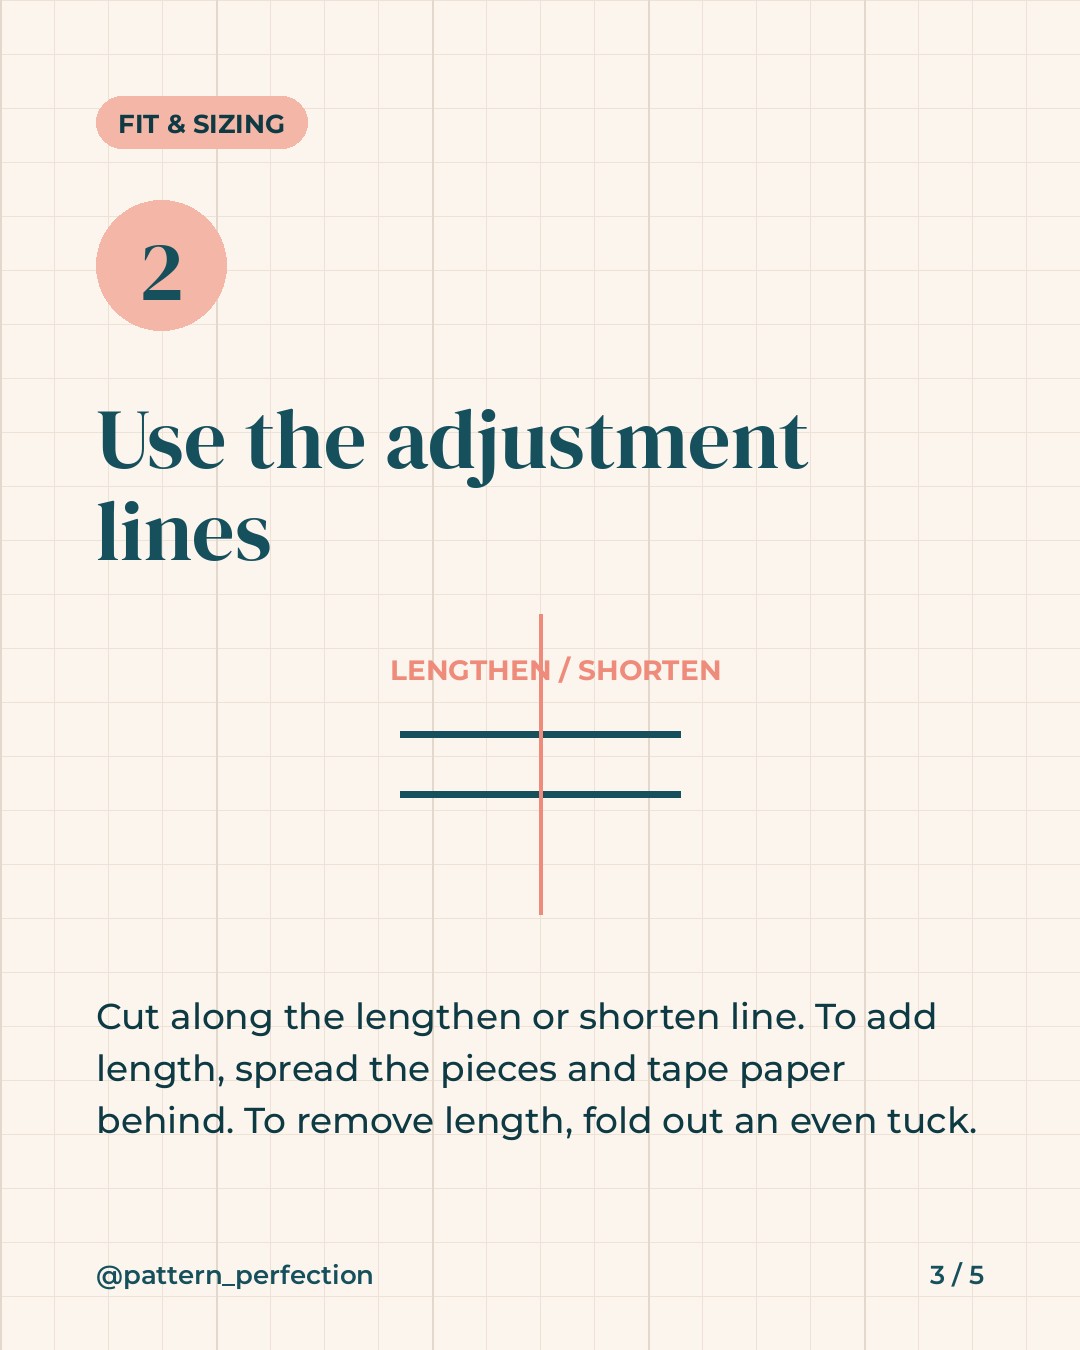 FIT & SIZING
2
Use the adjustment
lines
LENGTHEN / SHORTEN
Cut along the lengthen or shorten line. To add
length, spread the pieces and tape paper
behind. To remove length, fold out an even tuck.
@pattern_perfection
3 / 5